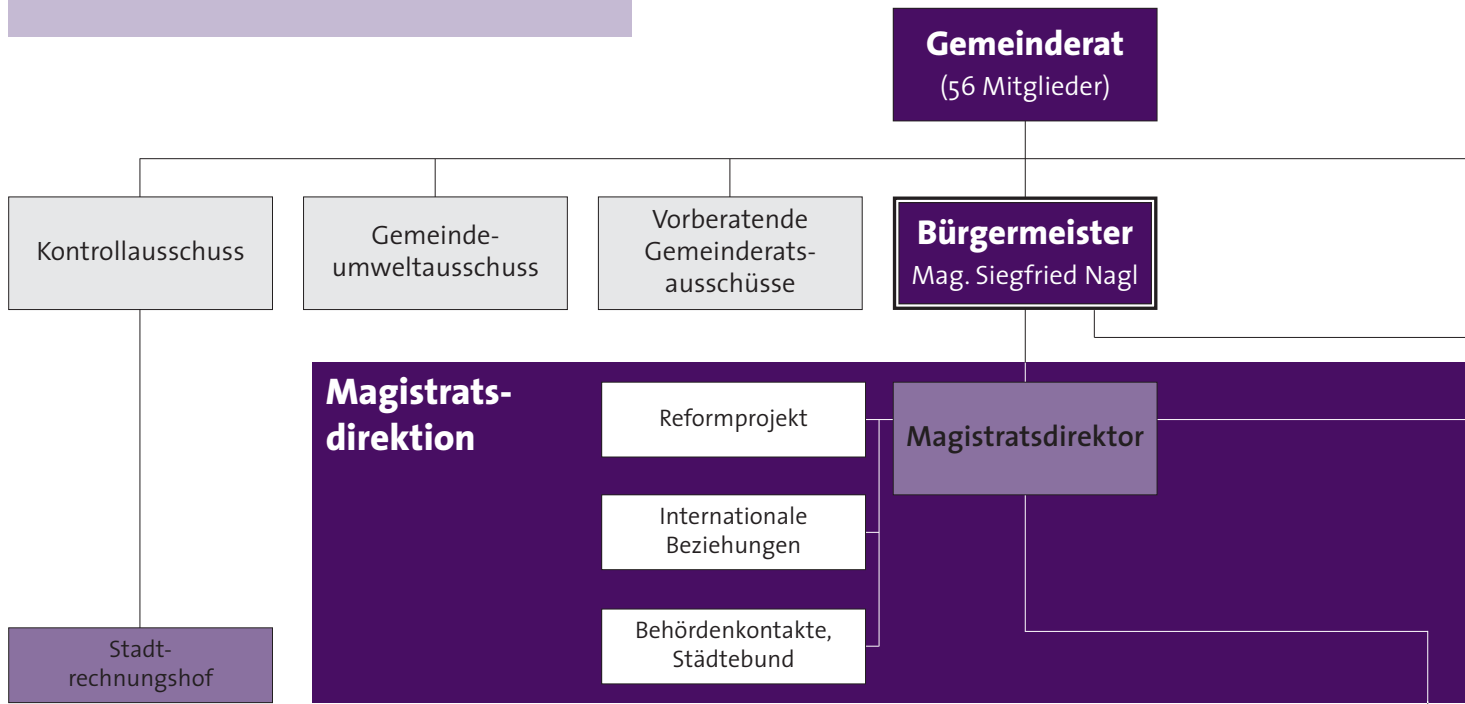 Gemeinderat
(56 Mitglieder)
Kontrollausschuss
Gemeinde-
umweltausschuss
Vorberatende
Gemeinderats-
ausschüsse
Bürgermeister
Mag. Siegfried Nagl
Magistrats-
direktion
Reformprojekt
Magistratsdirektor
Internationale
Beziehungen
Behördenkontakte,
Städtebund
Stadt-
rechnungshof